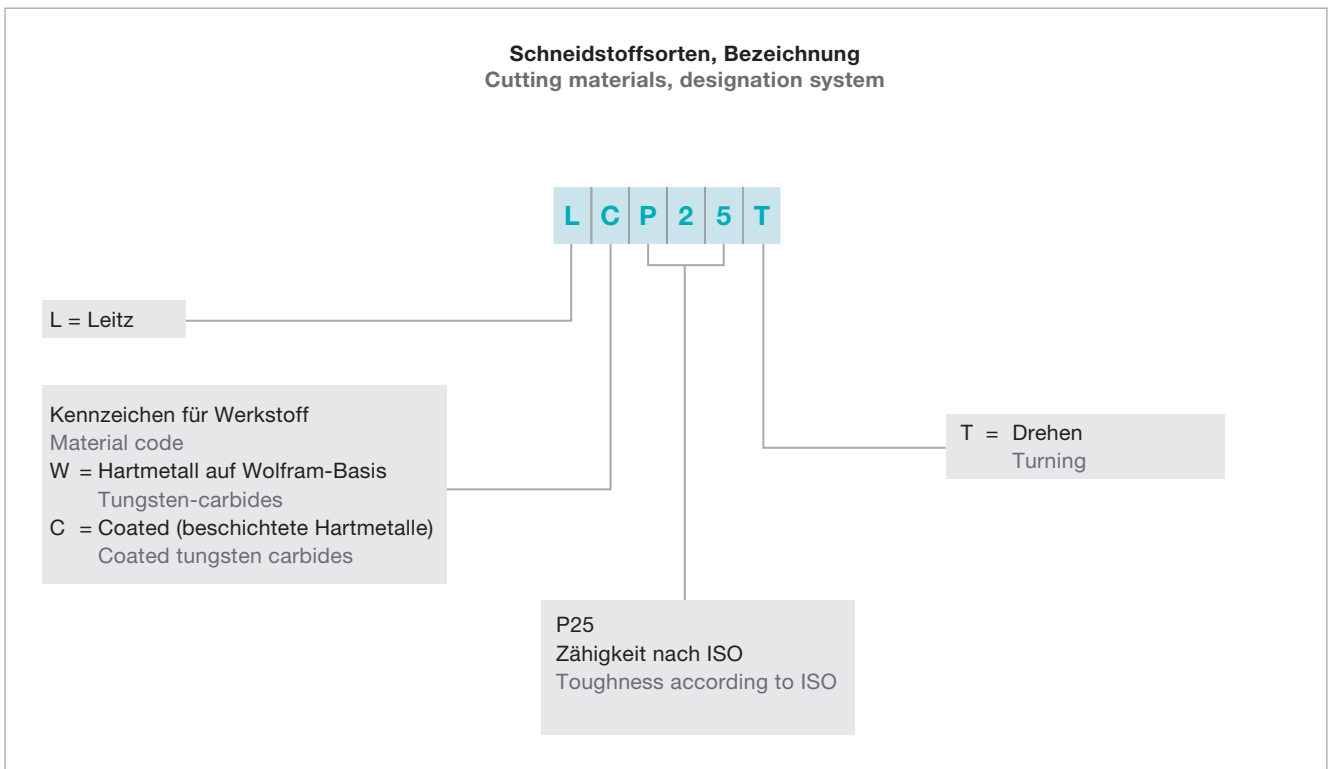 Schneidstoffsorten, Bezeichnung
Cutting materials, designation system
L C P 2 5 T
L = Leitz
Kennzeichen für Werkstoff
Material code
W = Hartmetall auf Wolfram-Basis
Tungsten-carbides
C = Coated (beschichtete Hartmetalle)
Coated tungsten carbides
T = Drehen
Turning
P25
Zähigkeit nach ISO
Toughness according to ISO